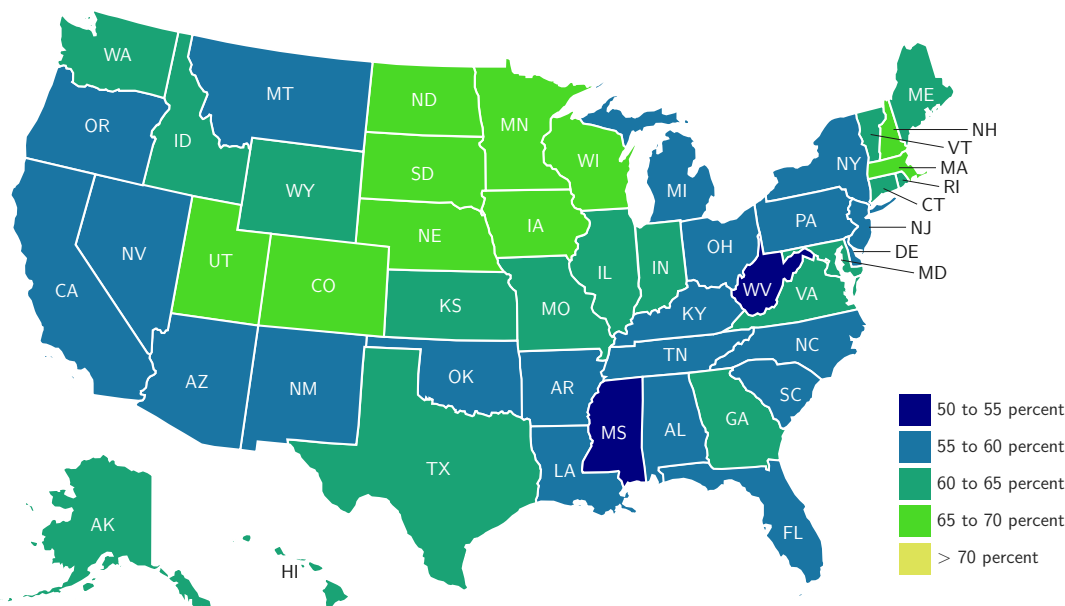 WA
MT
ND
MN
ME
OR
ID
NH
VT
WI
SD
WY
NY
MA
RI
MI
CT
PA
NJ
IA
NE
OH
NV
DE
UT
IN
IL
MD
CO
CA
WV
VA
KS
MO
KY
NC
TN
AZ
OK
NM
AR
SC
50 to 55 percent
GA
MS
AL
55 to 60 percent
TX
LA
60 to 65 percent
65 to 70 percent
AK
FL
> 70 percent
HI